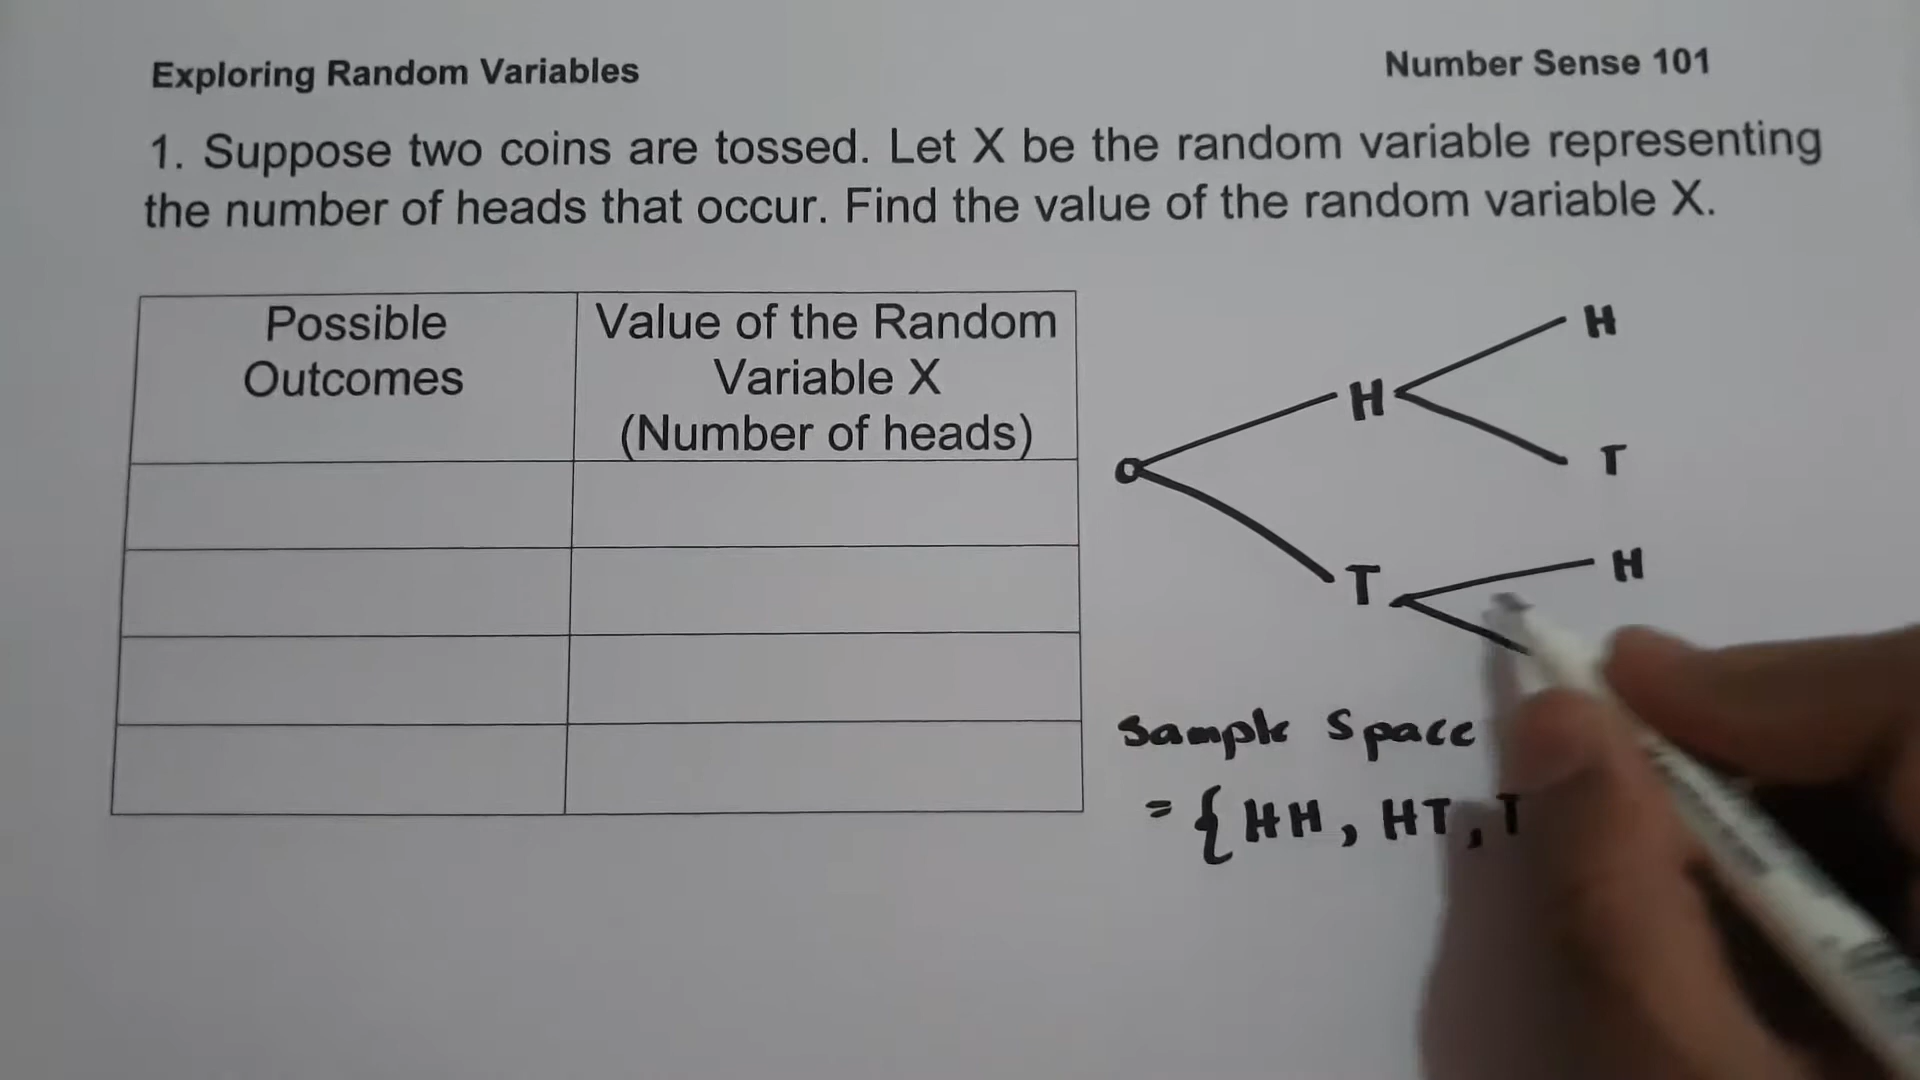 Exploring Random Variables
Number Sense 101
1. Suppose two coins are tossed. Let X be the random variable representing
the number of heads that occur. Find the value of the random variable X.
Possible
Outcomes
Value of the Random
Variable X
(Number of heads)
H
H
T
T
H
Sample Space
= { HH, HT, T